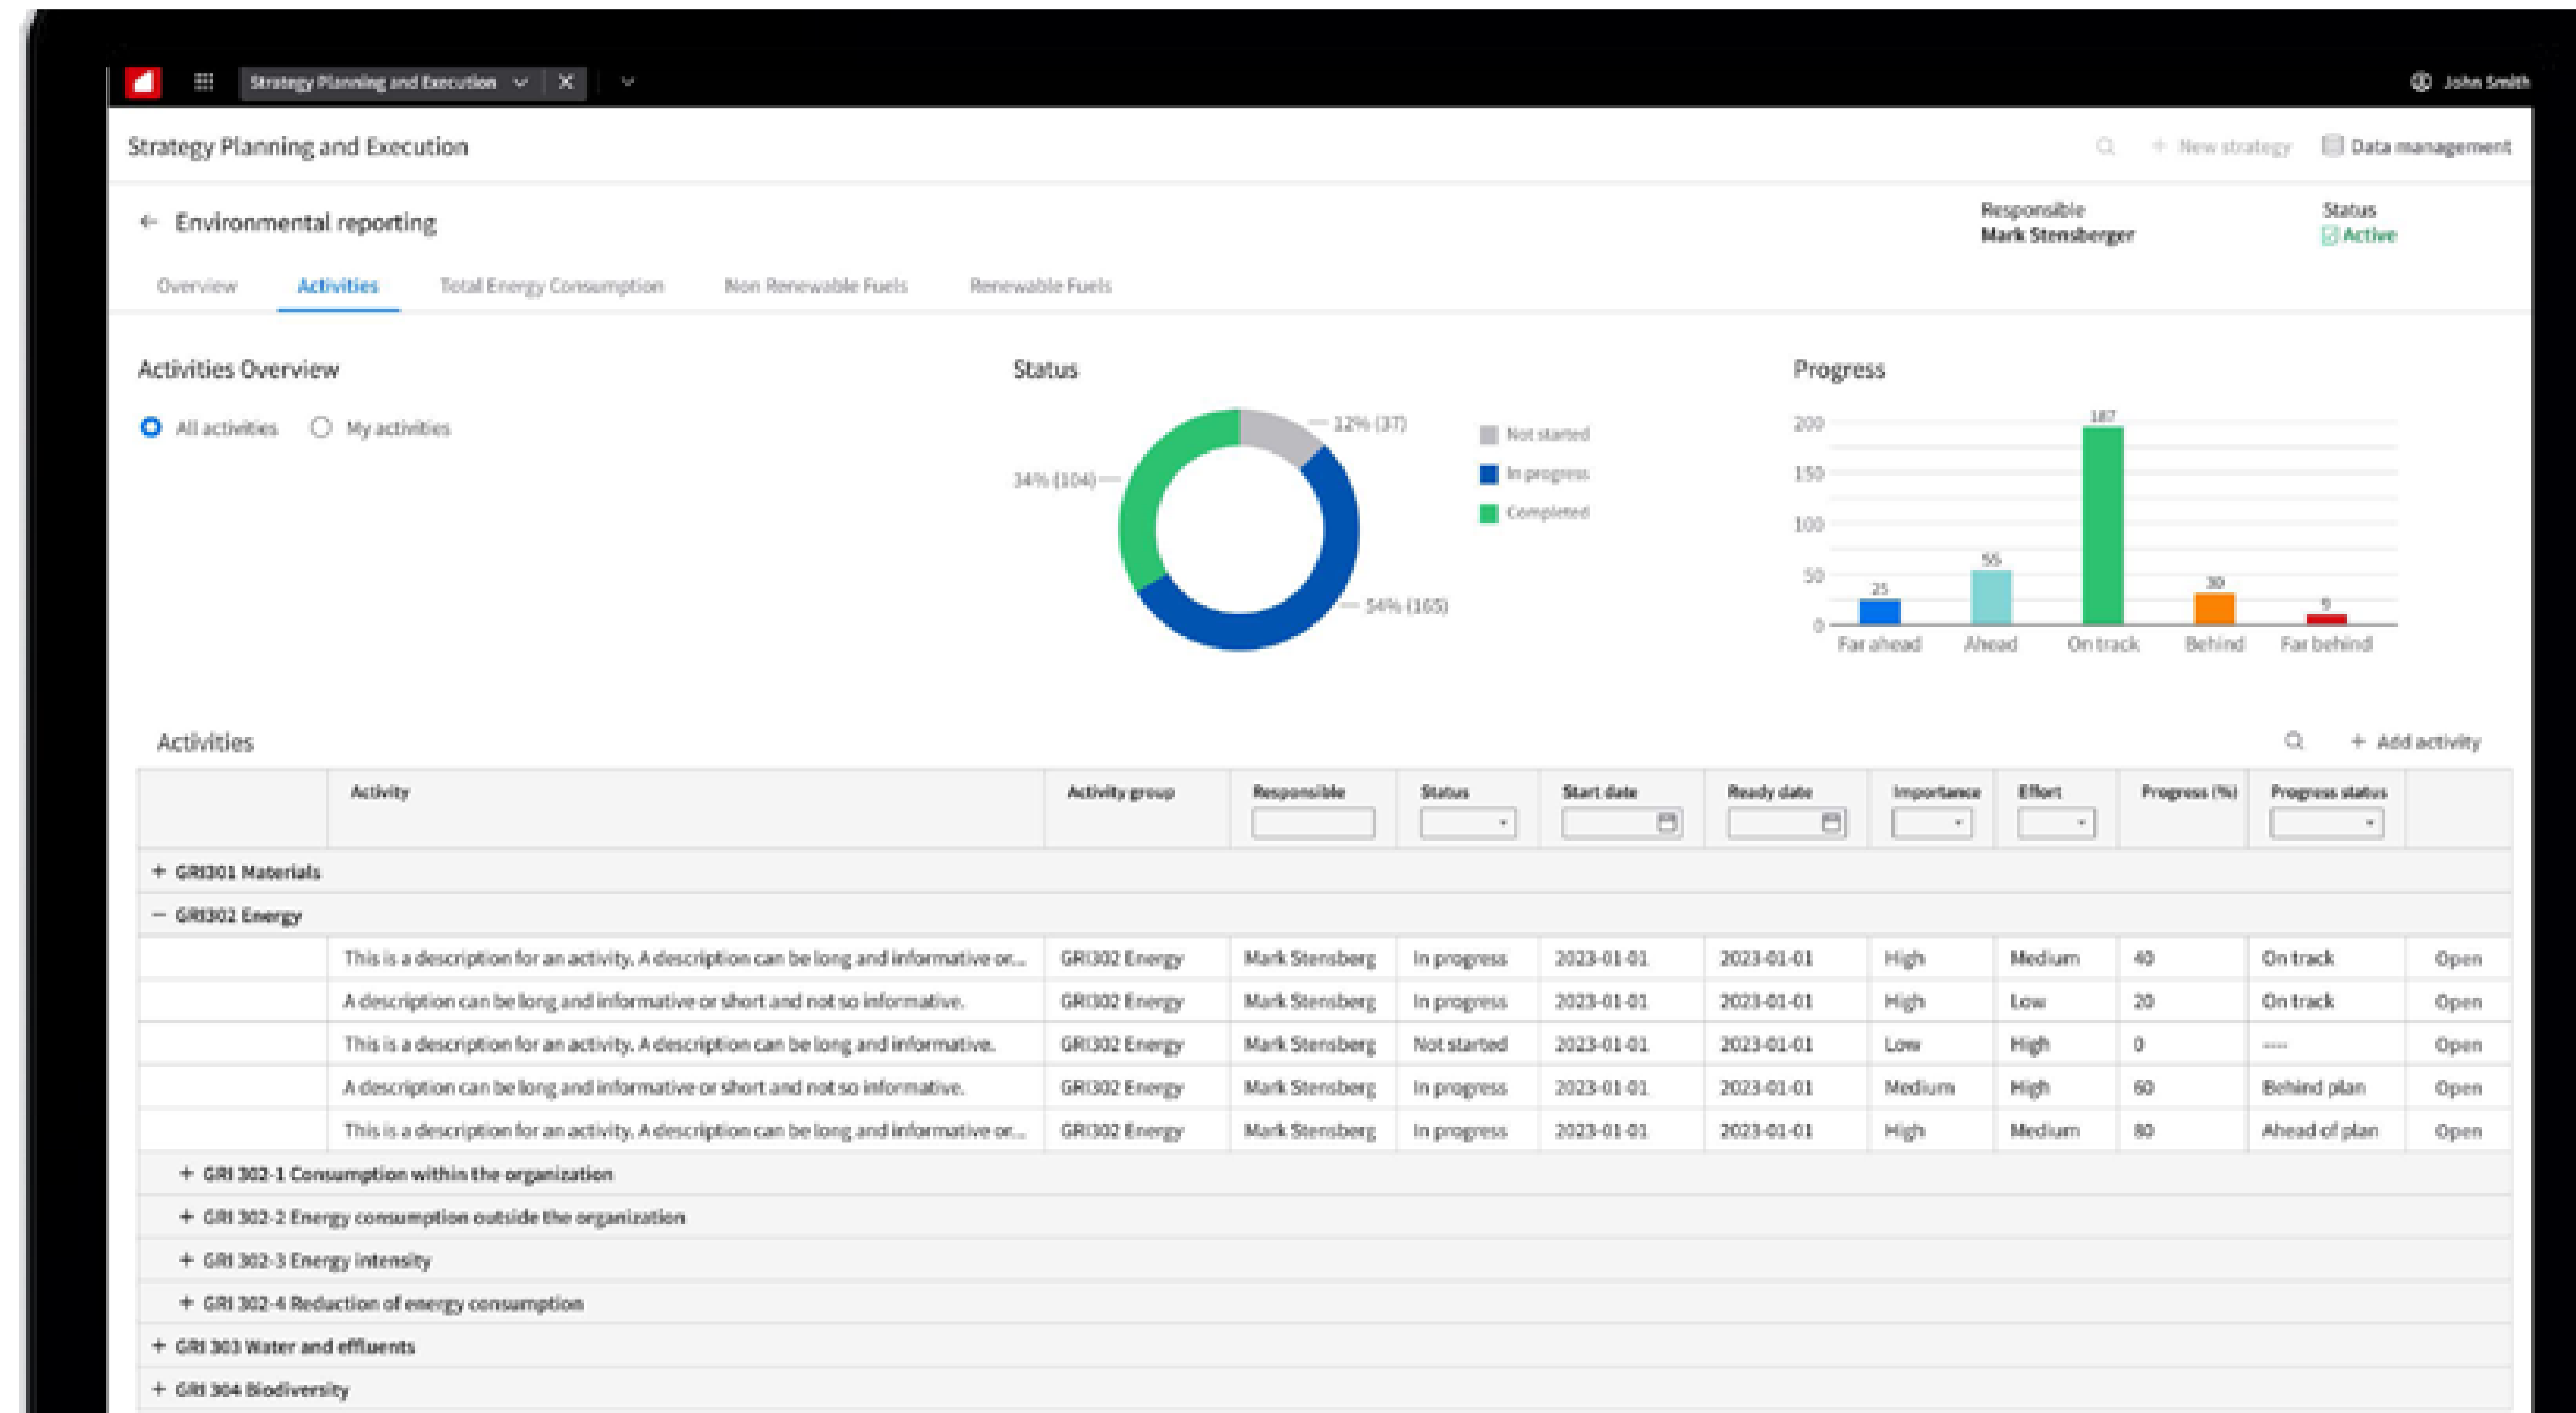 Strategy Planning and Execution
John Smith
Strategy Planning and Execution
New strategy
Data management
Environmental reporting
Responsible
Mark Stensberger
Status
Active
Overview
Activities
Total Energy Consumption
Non Renewable Fuels
Renewable Fuels
Activities Overview
All activities
My activities
Status
12% (37)
34% (104)
54% (165)
Not started
In progress
Completed
Progress
200
150
100
50
0
25
55
187
30
9
Far ahead
Ahead
On track
Behind
Far behind
Activities
+ Add activity
Activity Activity group Responsible Status Start date Ready date Importance Effort Progress (%) Progress status
+ GRI301 Materials
− GRI302 Energy
This is a description for an activity. A description can be long and informative or... GRI302 Energy Mark Stensberg In progress 2023-01-01 2023-01-01 High Medium 40 On track Open
A description can be long and informative or short and not so informative. GRI302 Energy Mark Stensberg In progress 2023-01-01 2023-01-01 High Low 20 On track Open
This is a description for an activity. A description can be long and informative. GRI302 Energy Mark Stensberg Not started 2023-01-01 2023-01-01 Low High 0 ---- Open
A description can be long and informative or short and not so informative. GRI302 Energy Mark Stensberg In progress 2023-01-01 2023-01-01 Medium High 60 Behind plan Open
This is a description for an activity. A description can be long and informative or... GRI302 Energy Mark Stensberg In progress 2023-01-01 2023-01-01 High Medium 80 Ahead of plan Open
+ GRI 302-1 Consumption within the organization
+ GRI 302-2 Energy consumption outside the organization
+ GRI 302-3 Energy intensity
+ GRI 302-4 Reduction of energy consumption
+ GRI 303 Water and effluents
+ GRI 304 Biodiversity